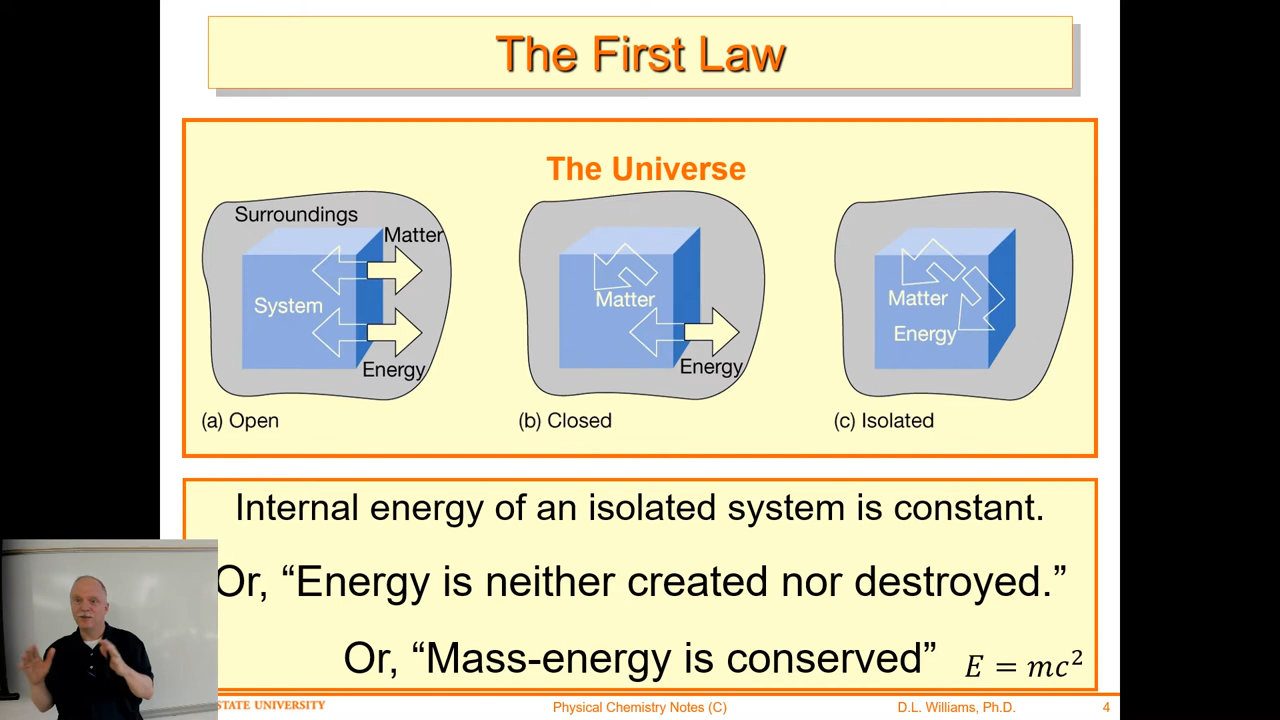 The First Law
The Universe
Surroundings
Matter
System
Energy
(a) Open
Matter
Energy
(b) Closed
Matter
Energy
(c) Isolated
Internal energy of an isolated system is constant.
Or, “Energy is neither created nor destroyed.”
Or, “Mass-energy is conserved” E = mc²
STATE UNIVERSITY Physical Chemistry Notes (C) D.L. Williams, Ph.D. 4